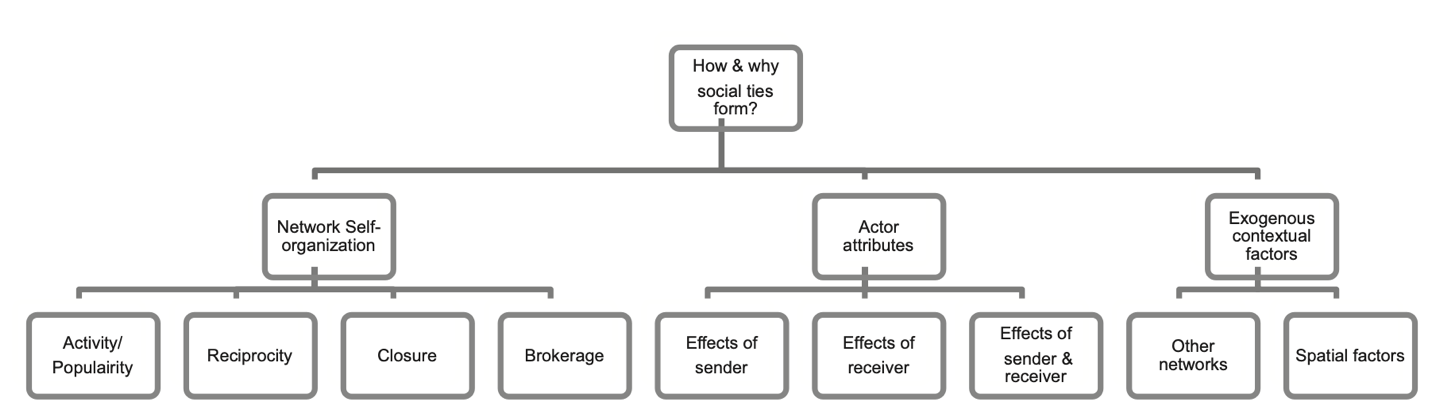 How & why
social ties
form?
Network Self-
organization
Actor
attributes
Exogenous
contextual
factors
Activity/
Populairity
Reciprocity
Closure
Brokerage
Effects of
sender
Effects of
receiver
Effects of
sender &
receiver
Other
networks
Spatial factors